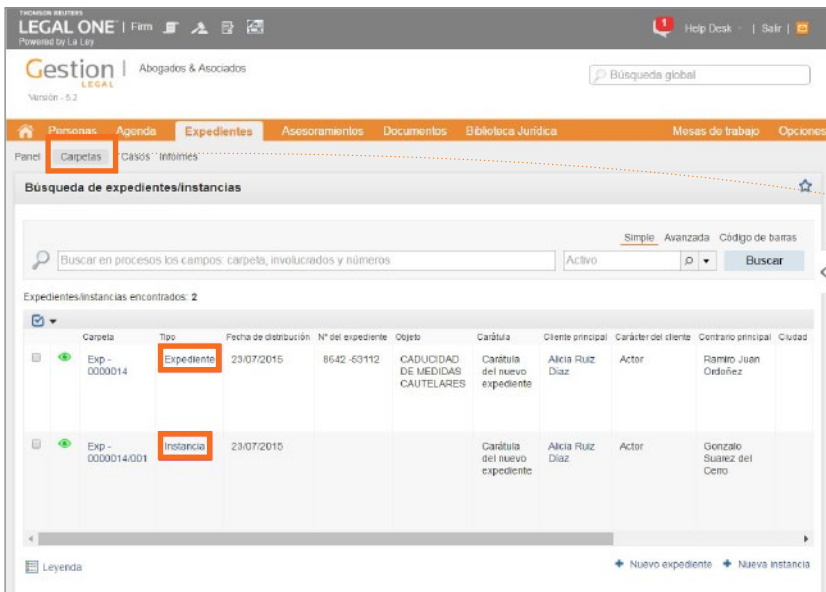 THOMSON REUTERS
LEGAL ONE | Firm
Powered by La Ley
1
Help Desk | Salir |
Gestion | Abogados & Asociados
LEGAL
Versión - 5.2
Búsqueda global
Personas Agenda Expedientes Asesoramientos Documentos Biblioteca Jurídica Mesas de trabajo Opciones
Panel Carpetas Casos Informes
Búsqueda de expedientes/instancias
Simple Avanzada Código de barras
Buscar en procesos los campos: carpeta, involucrados y números Activo Buscar
Expedientes/instancias encontrados: 2
Carpeta Tipo Fecha de distribución N° del expediente Objeto Carátula Cliente principal Carácter del cliente Contrario principal Ciudad
Exp - Expediente 23/07/2015 8642 -53112 CADUCIDAD Carátula Alicia Ruiz Actor Ramiro Juan
0000014 DE MEDIDAS del nuevo Díaz Ordoñez
CAUTELARES expediente
Exp - Instancia 23/07/2015 Carátula Alicia Ruiz Actor Gonzalo
0000014/001 del nuevo Díaz Suarez del
expediente Cerro
Leyenda + Nuevo expediente + Nueva instancia